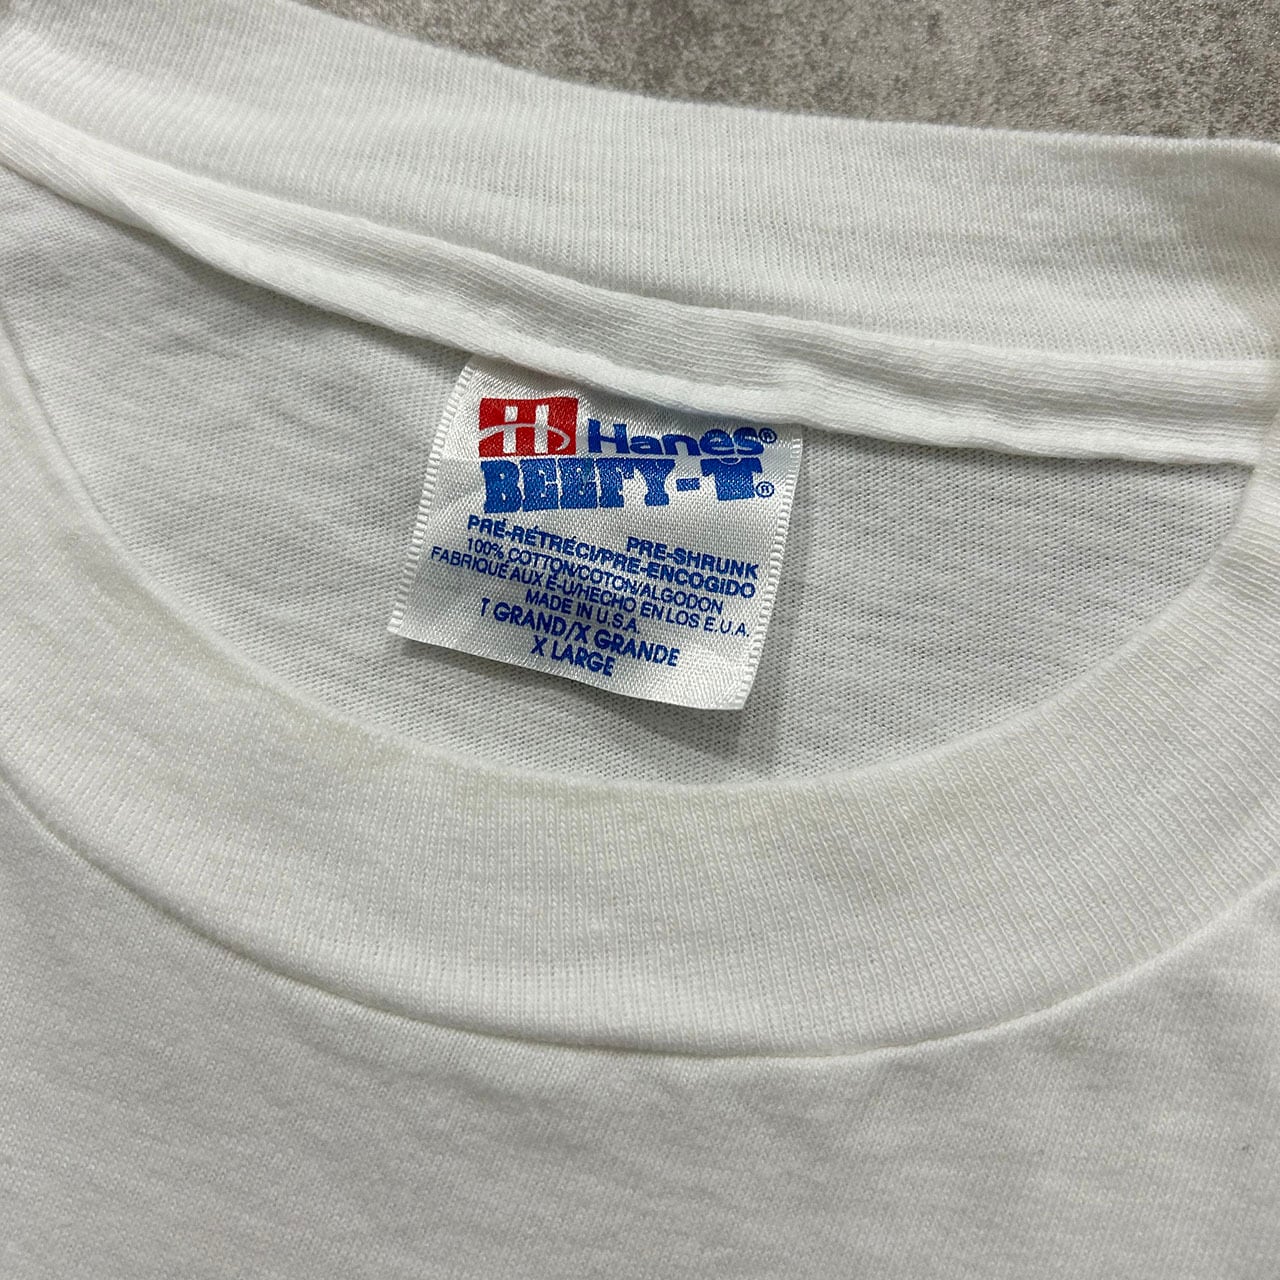 H Hanes®
BEEFY-T®
PRÉ-RÉTRÉCI/PRE-ENCOGIDO PRE-SHRUNK
100% COTTON/COTON/ALGODON
FABRIQUÉ AUX É-U/HECHO EN LOS E.U.A.
MADE IN U.S.A.
T GRAND/X GRANDE
X LARGE